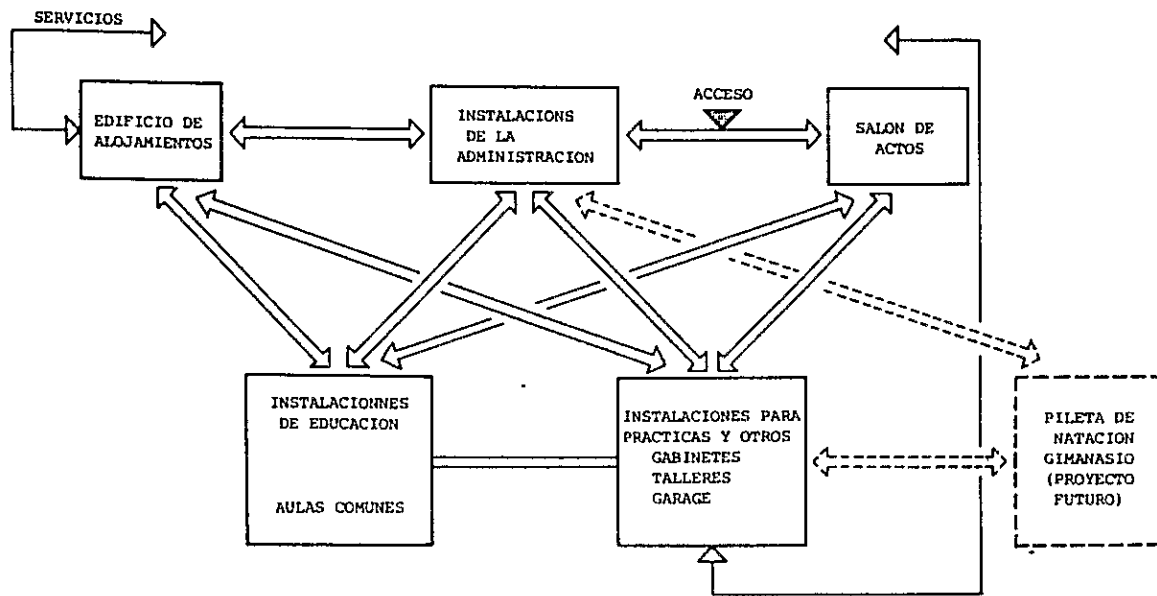 SERVICIOS
EDIFICIO DE
ALOJAMIENTOS
INSTALACIONS
DE LA
ADMINISTRACION
ACCESO
SALON DE
ACTOS
INSTALACIONNES
DE EDUCACION
AULAS COMUNES
INSTALACIONES PARA
PRACTICAS Y OTROS
GABINETES
TALLERES
GARAGE
PILETA DE
NATACION
GIMANASIO
(PROYECTO
FUTURO)